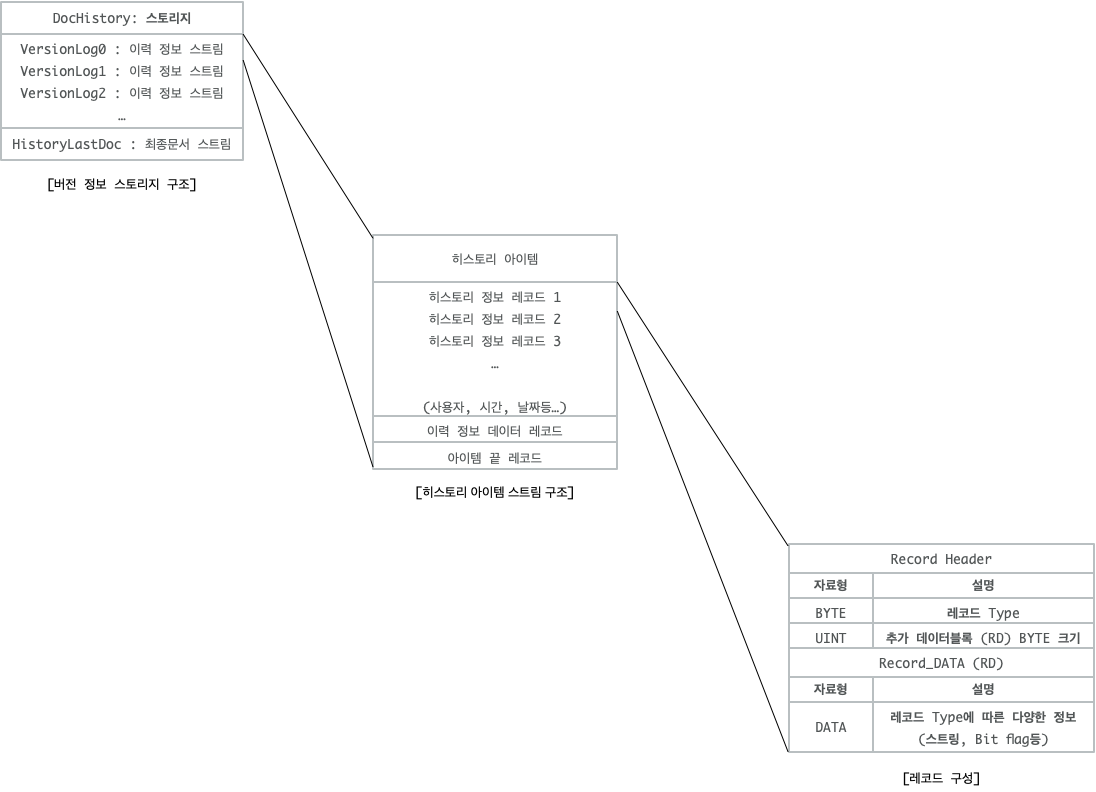 DocHistory: 스토리지
VersionLog0 : 이력 정보 스트림
VersionLog1 : 이력 정보 스트림
VersionLog2 : 이력 정보 스트림
…
HistoryLastDoc : 최종문서 스트림
[버전 정보 스토리지 구조]
히스토리 아이템
히스토리 정보 레코드 1
히스토리 정보 레코드 2
히스토리 정보 레코드 3
…
(사용자, 시간, 날짜등…)
이력 정보 데이터 레코드
아이템 끝 레코드
[히스토리 아이템 스트림 구조]
Record Header
자료형 설명
BYTE 레코드 Type
UINT 추가 데이터블록 (RD) BYTE 크기
Record_DATA (RD)
자료형 설명
DATA 레코드 Type에 따른 다양한 정보
(스트링, Bit flag등)
[레코드 구성]